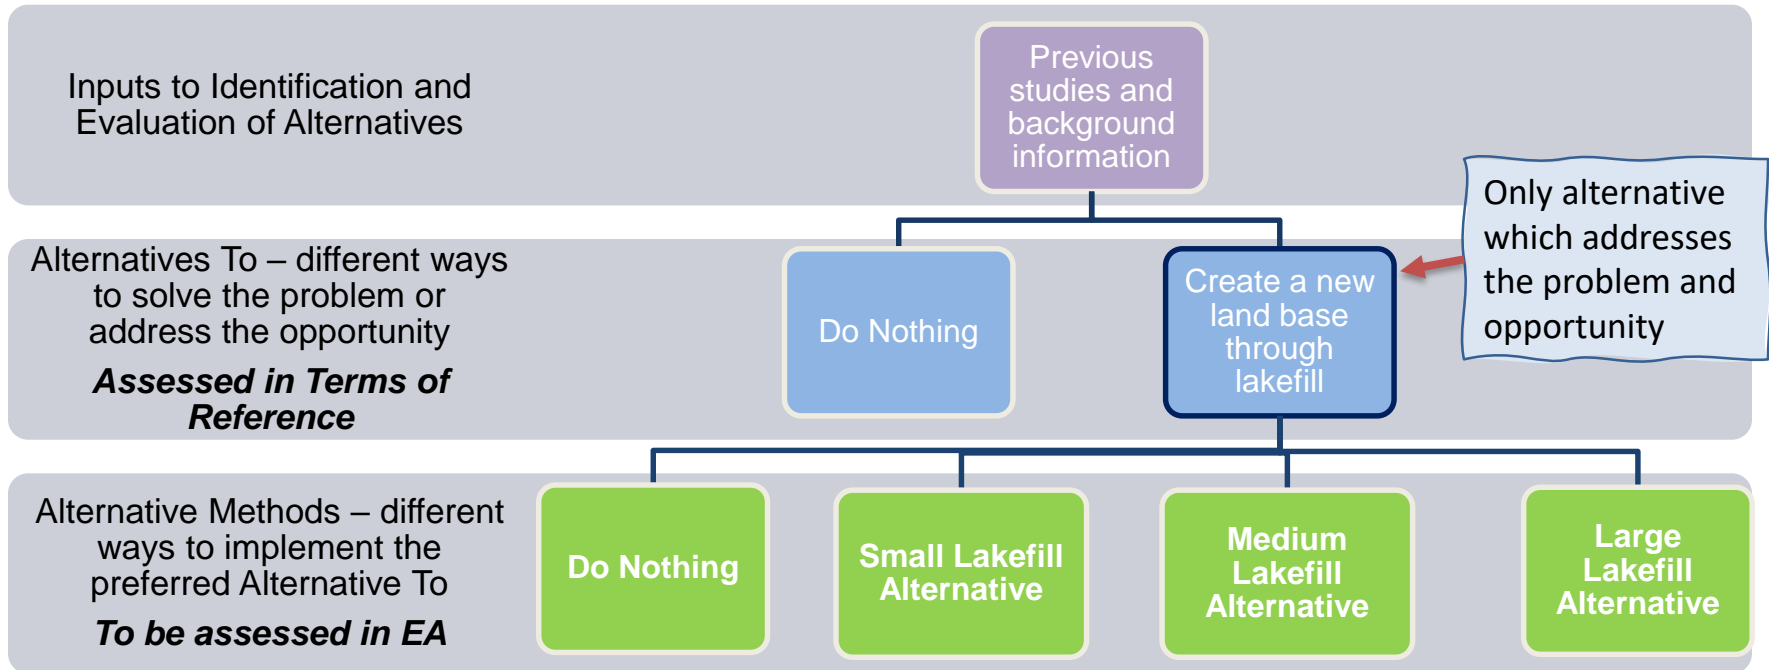 Inputs to Identification and
Evaluation of Alternatives
Previous
studies and
background
information
Alternatives To – different ways
to solve the problem or
address the opportunity
Assessed in Terms of
Reference
Do Nothing
Create a new
land base
through
lakefill
Only alternative
which addresses
the problem and
opportunity
Alternative Methods – different
ways to implement the
preferred Alternative To
To be assessed in EA
Do Nothing
Small Lakefill
Alternative
Medium
Lakefill
Alternative
Large
Lakefill
Alternative